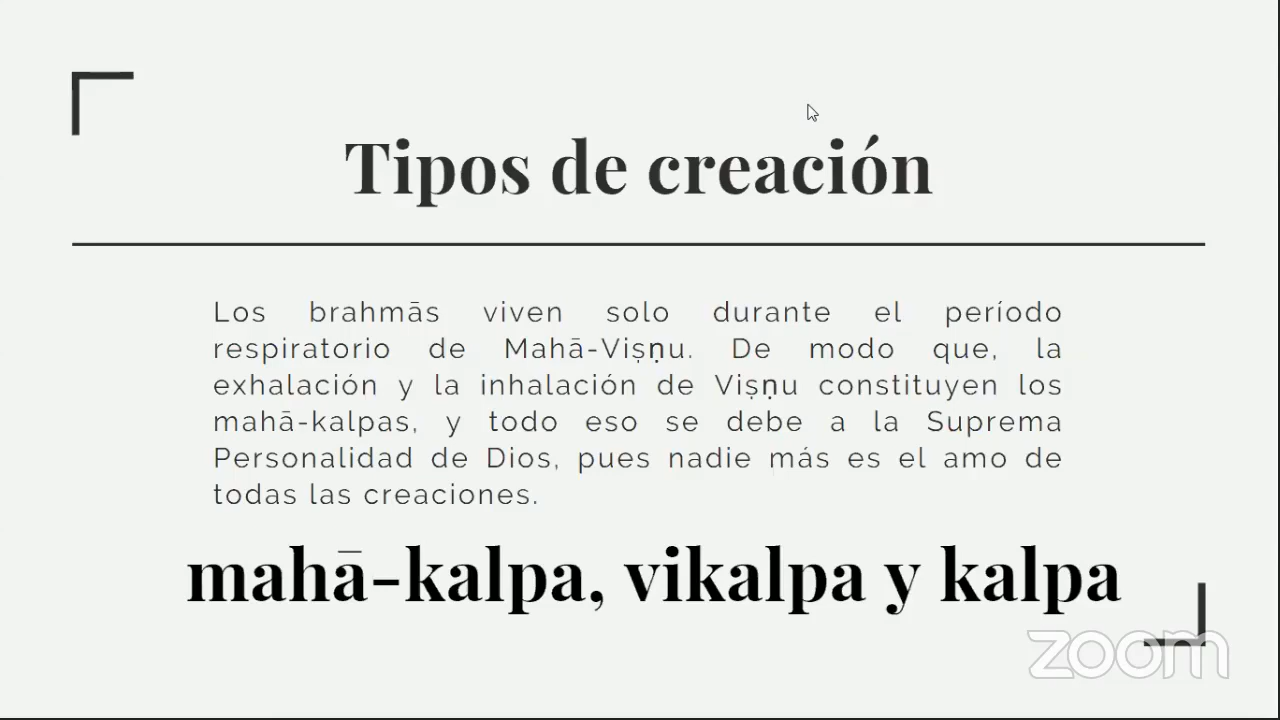 Tipos de creación
Los brahmās viven solo durante el período
respiratorio de Mahā-Viṣṇu. De modo que, la
exhalación y la inhalación de Viṣṇu constituyen los
mahā-kalpas, y todo eso se debe a la Suprema
Personalidad de Dios, pues nadie más es el amo de
todas las creaciones.
mahā-kalpa, vikalpa y kalpa
zoom